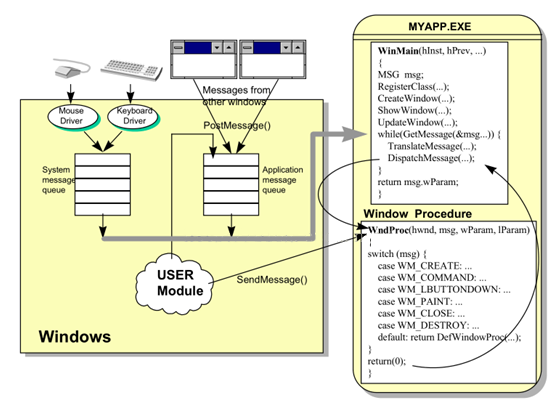 MYAPP.EXE
WinMain(hInst, hPrev, ...)
{
MSG msg;
RegisterClass(...);
CreateWindow(...);
ShowWindow(...);
UpdateWindow(...);
while(GetMessage(&msg...)) {
TranslateMessage(...);
DispatchMessage(...);
}
return msg.wParam;
}
Window Procedure
WndProc(hwnd, msg, wParam, lParam)
{
switch (msg) {
case WM_CREATE: ...
case WM_COMMAND: ...
case WM_LBUTTONDOWN: ...
case WM_PAINT: ...
case WM_CLOSE: ...
case WM_DESTROY: ...
default: return DefWindowProc(...);
}
return(0);
}
Messages from
other windows
Mouse
Driver
Keyboard
Driver
PostMessage()
System
message
queue
Application
message
queue
USER
Module
SendMessage()
Windows